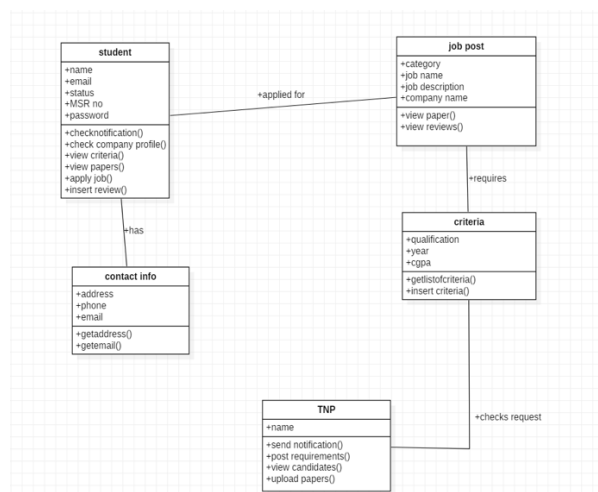 student
+name
+email
+status
+MSR no
+password
+checknotification()
+check company profile()
+view criteria()
+view papers()
+apply job()
+insert review()
+applied for
job post
+category
+job name
+job description
+company name
+view paper()
+view reviews()
+has
+requires
contact info
+address
+phone
+email
+getaddress()
+getemail()
criteria
+qualification
+year
+cgpa
+getlistofcriteria()
+insert criteria()
+checks request
TNP
+name
+send notification()
+post requirements()
+view candidates()
+upload papers()